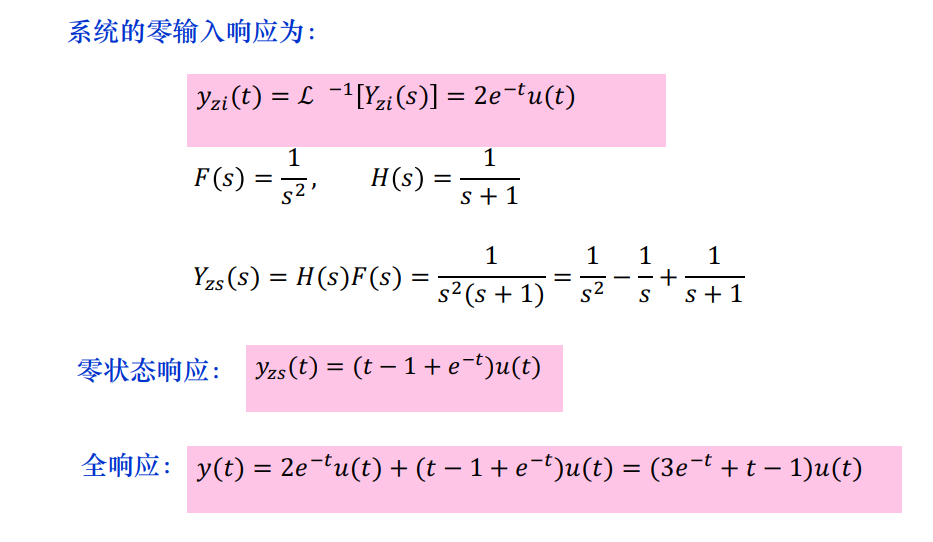 系统的零输入响应为：
y_{zi}(t) = ℒ ^{−1}[Y_{zi}(s)] = 2e^{−t}u(t)
F(s) = \frac{1}{s^2}, H(s) = \frac{1}{s + 1}
Y_{zs}(s) = H(s)F(s) = \frac{1}{s^2(s + 1)} = \frac{1}{s^2} − \frac{1}{s} + \frac{1}{s + 1}
零状态响应： y_{zs}(t) = (t − 1 + e^{−t})u(t)
全响应： y(t) = 2e^{−t}u(t) + (t − 1 + e^{−t})u(t) = (3e^{−t} + t − 1)u(t)